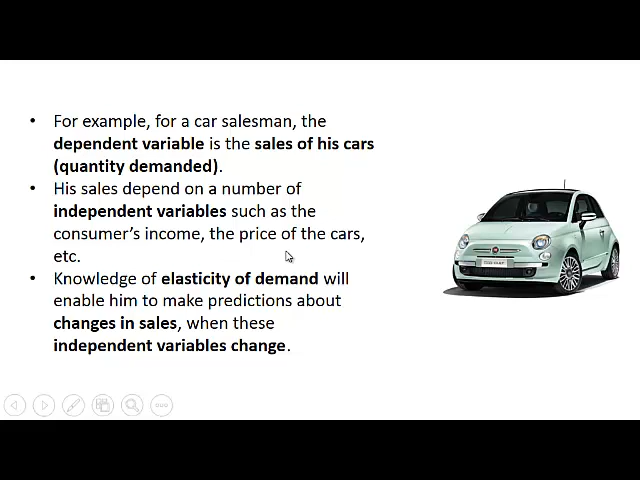 • For example, for a car salesman, the
dependent variable is the sales of his cars
(quantity demanded).
• His sales depend on a number of
independent variables such as the
consumer’s income, the price of the cars,
etc.
• Knowledge of elasticity of demand will
enable him to make predictions about
changes in sales, when these
independent variables change.